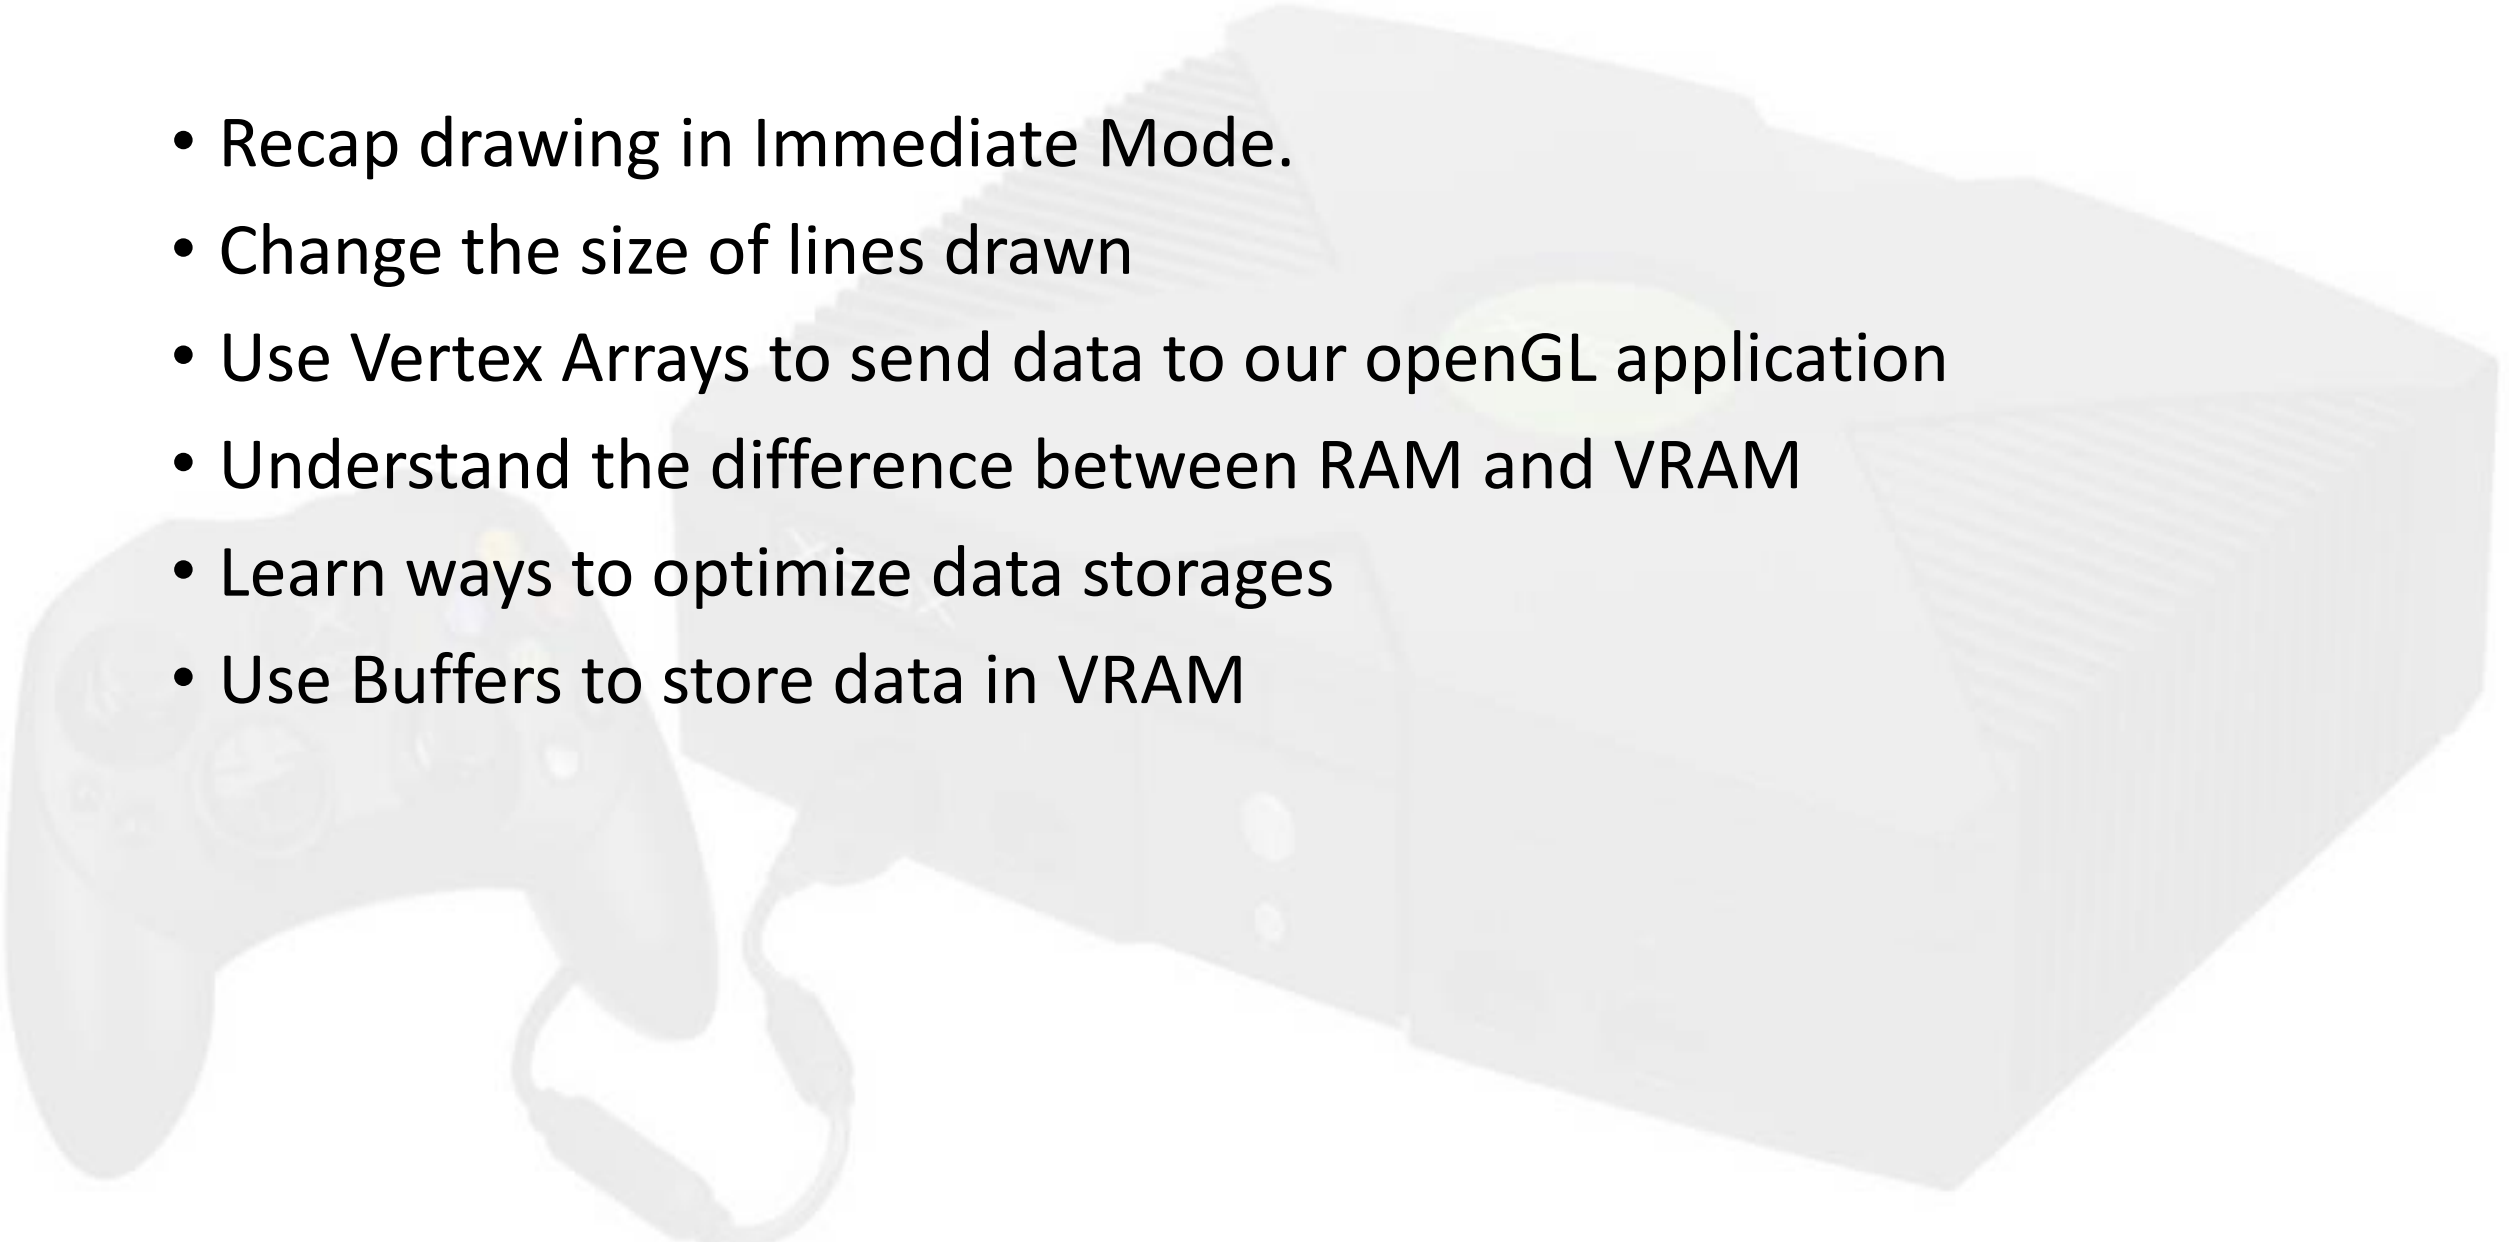 • Recap drawing in Immediate Mode.
• Change the size of lines drawn
• Use Vertex Arrays to send data to our openGL application
• Understand the difference between RAM and VRAM
• Learn ways to optimize data storages
• Use Buffers to store data in VRAM